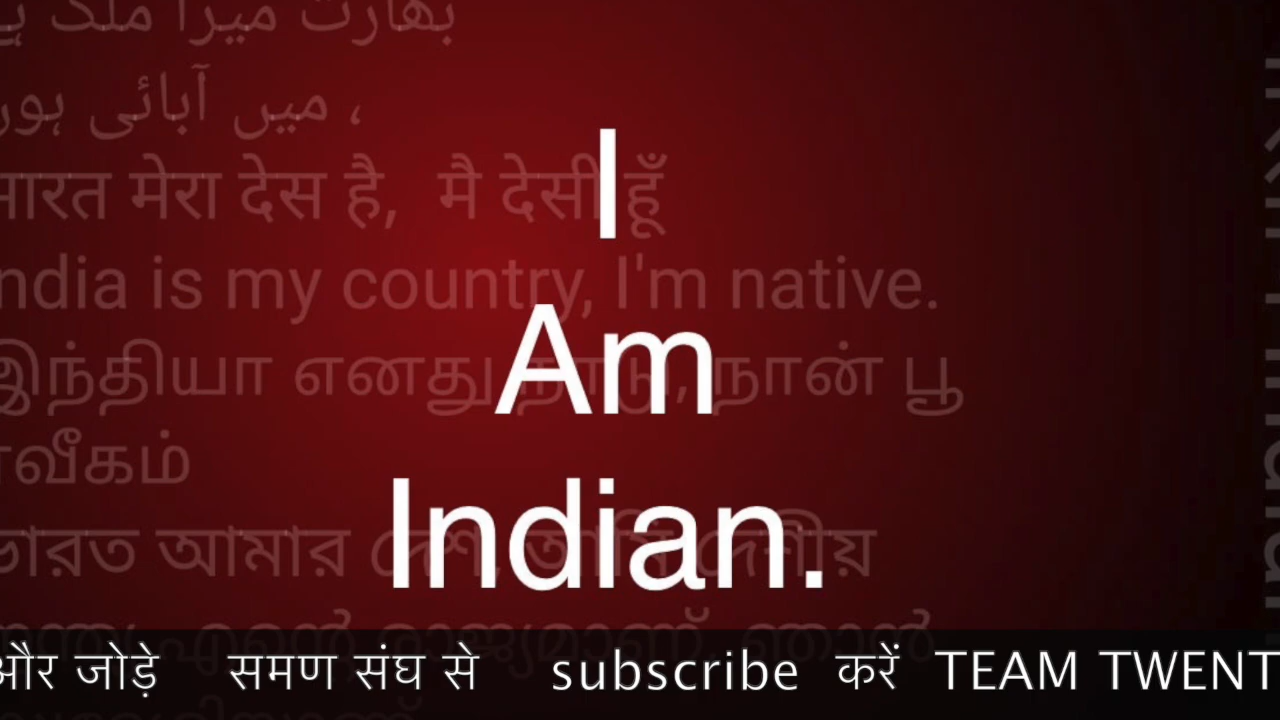 بھارت میرا ملک ہے
، میں آبائی ہوں
भारत मेरा देस है, मै देसी हूँ
India is my country, I'm native.
இந்தியா எனது நாடு, நான் பூ
ர்வீகம்
ভারত আমার দেশ, আমি দেশীয়
I
Am
Indian.
और जोड़े समण संघ से subscribe करें TEAM TWENT